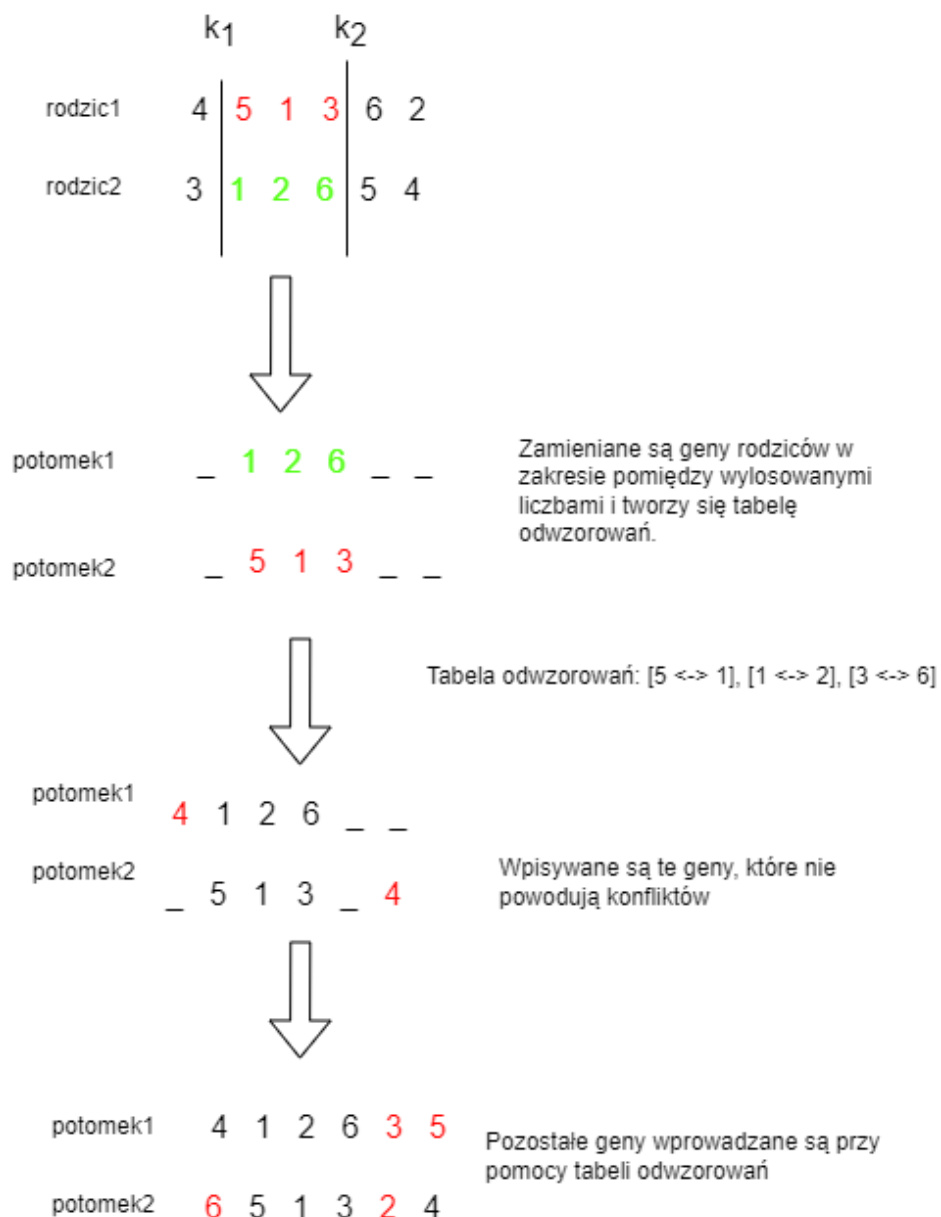 k1 k2
rodzic1 4 5 1 3 6 2
rodzic2 3 1 2 6 5 4
potomek1 _ 1 2 6 _ _
Zamieniane są geny rodziców w
zakresie pomiędzy wylosowanymi
liczbami i tworzy się tabelę
odwzorowań.
potomek2 _ 5 1 3 _ _
Tabela odwzorowań: [5 <-> 1], [1 <-> 2], [3 <-> 6]
potomek1 4 1 2 6 _ _
potomek2 _ 5 1 3 _ 4
Wpisywane są te geny, które nie
powodują konfliktów
potomek1 4 1 2 6 3 5
Pozostałe geny wprowadzane są przy
pomocy tabeli odwzorowań
potomek2 6 5 1 3 2 4